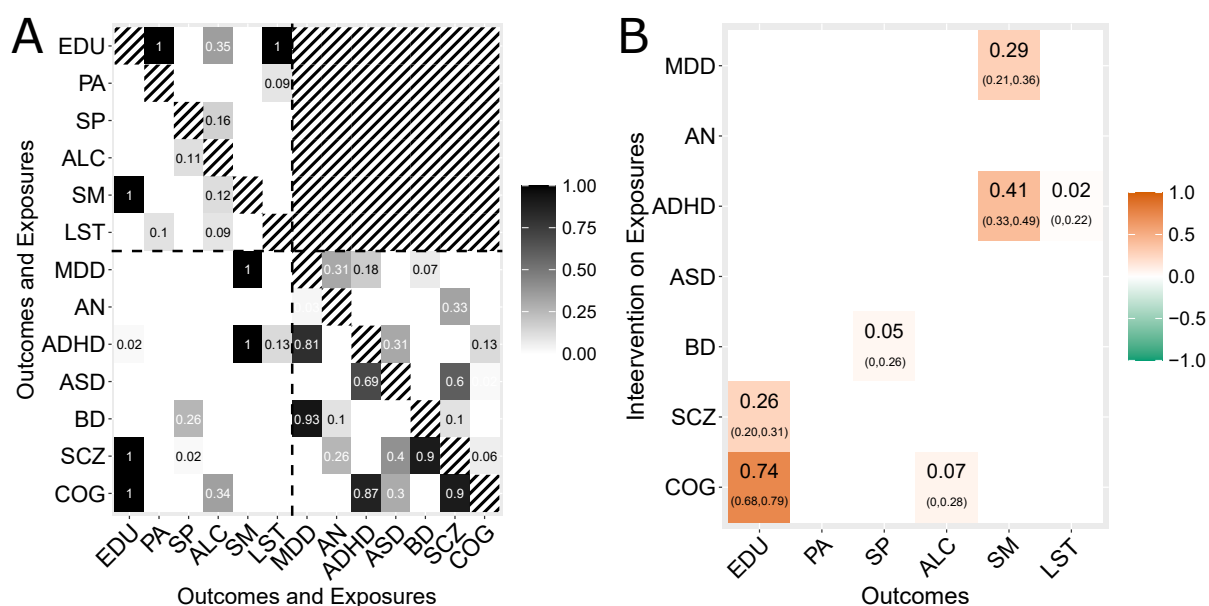 A
EDU 1 0.35 1
PA 0.09
SP 0.16
ALC 0.11
SM 1 0.12
LST 0.1 0.09
MDD 1 0.31 0.18 0.07
AN 0.33
ADHD 0.02 1 0.13 0.81 0.31 0.13
ASD 0.69 0.6
BD 0.26 0.93 0.1 0.1
SCZ 1 0.02 0.26 0.4 0.9 0.06
COG 1 0.34 0.87 0.3 0.9
EDU PA SP ALC SM LST MDD AN ADHD ASD BD SCZ COG
Outcomes and Exposures
Outcomes and Exposures
1.00
0.75
0.50
0.25
0.00
B
MDD 0.29
(0.21,0.36)
AN
ADHD 0.41 0.02
(0.33,0.49) (0,0.22)
ASD
BD 0.05
(0,0.26)
SCZ 0.26
(0.20,0.31)
COG 0.74 0.07
(0.68,0.79) (0,0.28)
EDU PA SP ALC SM LST
Outcomes
Inteervention on Exposures
1.0
0.5
0.0
−0.5
−1.0